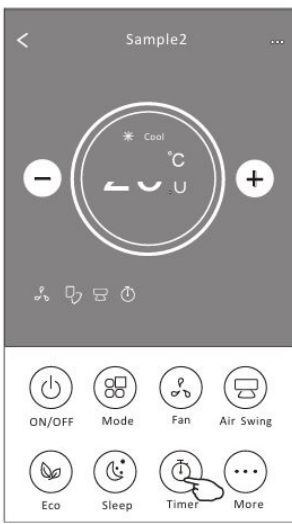 Sample2
...
Cool
°C
ON/OFF
Mode
Fan
Air Swing
Eco
Sleep
Timer
More